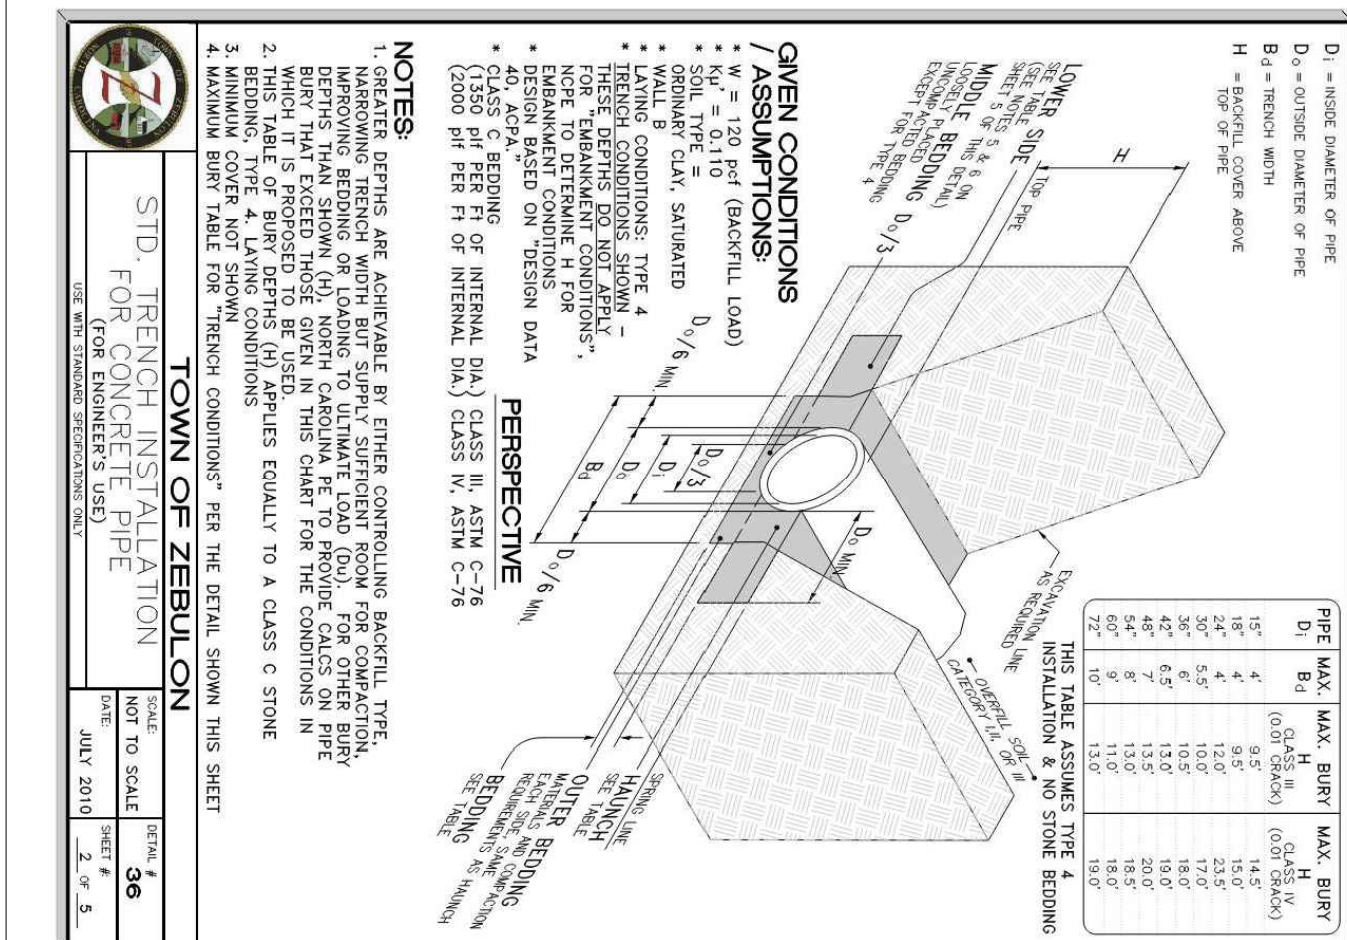 Di = INSIDE DIAMETER OF PIPE
Do = OUTSIDE DIAMETER OF PIPE
Bd = TRENCH WIDTH
H = BACKFILL COVER ABOVE
TOP OF PIPE
PIPE MAX. MAX. BURY MAX. BURY
Di Bd H H
CLASS III CLASS IV
(0.01 CRACK) (0.01 CRACK)
15" 4' 9.5' 14.5'
18" 4' 9.5' 15.0'
24" 4' 12.0' 23.5'
30" 5.5' 10.0' 17.0'
36" 6' 10.5' 18.0'
42" 6.5' 13.0' 19.0'
48" 7' 13.5' 20.0'
54" 8' 13.0' 18.5'
60" 9' 11.0' 18.0'
72" 10' 13.0' 19.0'
THIS TABLE ASSUMES TYPE 4
INSTALLATION & NO STONE BEDDING
H
TOP PIPE
LOWER SIDE
SEE TABLE
(SEE NOTES 5 & 6 ON
SHEET 5 OF THIS DETAIL)
MIDDLE BEDDING Do/3
LOOSELY PLACED
UNCOMPACTED BEDDING
EXCEPT FOR TYPE 4
EXCAVATION LINE
AS REQUIRED
OVERFILL SOIL
CATEGORY I,II, OR III
Do MIN.
Do/6 MIN.
Do/3
Di
Do
Bd
Do/6 MIN.
SPRING LINE
HAUNCH
SEE TABLE
OUTER BEDDING
MATERIALS AND COMPACTION
EACH SIDE, SAME
REQUIREMENTS AS HAUNCH
BEDDING
SEE TABLE
PERSPECTIVE
GIVEN CONDITIONS
/ ASSUMPTIONS:
* W = 120 pcf (BACKFILL LOAD)
* Kµ' = 0.110
* SOIL TYPE =
ORDINARY CLAY, SATURATED
* WALL B
* LAYING CONDITIONS: TYPE 4
* TRENCH CONDITIONS SHOWN -
THESE DEPTHS DO NOT APPLY
FOR "EMBANKMENT CONDITIONS",
NCPE TO DETERMINE H FOR
EMBANKMENT CONDITIONS
* DESIGN BASED ON "DESIGN DATA
40, ACPA."
* CLASS C BEDDING
(1350 plf PER Ft OF INTERNAL DIA.) CLASS III, ASTM C-76
(2000 plf PER Ft OF INTERNAL DIA.) CLASS IV, ASTM C-76
NOTES:
1. GREATER DEPTHS ARE ACHIEVABLE BY EITHER CONTROLLING BACKFILL TYPE,
NARROWING TRENCH WIDTH BUT SUPPLY SUFFICIENT ROOM FOR COMPACTION,
IMPROVING BEDDING OR LOADING TO ULTIMATE LOAD (Du). FOR OTHER BURY
DEPTHS THAN SHOWN (H), NORTH CAROLINA PE TO PROVIDE CALCS ON PIPE
BURY THAT EXCEED THOSE GIVEN IN THIS CHART FOR THE CONDITIONS IN
WHICH IT IS PROPOSED TO BE USED.
2. THIS TABLE OF BURY DEPTHS (H) APPLIES EQUALLY TO A CLASS C STONE
BEDDING, TYPE 4. LAYING CONDITIONS
3. MINIMUM COVER NOT SHOWN
4. MAXIMUM BURY TABLE FOR "TRENCH CONDITIONS" PER THE DETAIL SHOWN THIS SHEET
TOWN OF ZEBULON
STD. TRENCH INSTALLATION
FOR CONCRETE PIPE
(FOR ENGINEER'S USE)
USE WITH STANDARD SPECIFICATIONS ONLY
SCALE:
NOT TO SCALE
DETAIL #
36
DATE:
JULY 2010
SHEET #:
2 OF 5